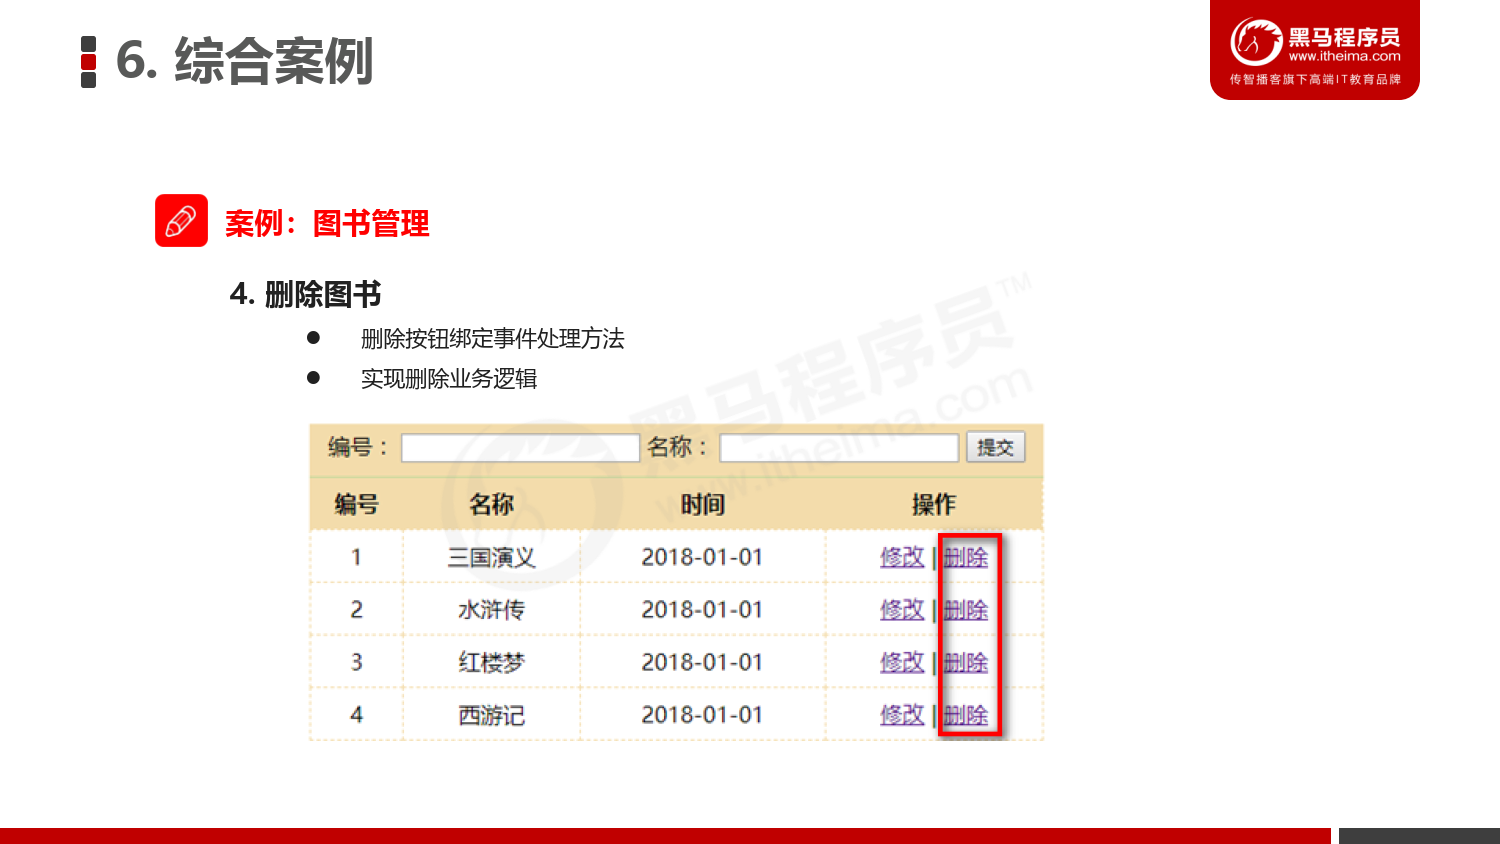 6. 综合案例
黑马程序员
www.itheima.com
传智播客旗下高端IT教育品牌
案例：图书管理
4. 删除图书
● 删除按钮绑定事件处理方法
● 实现删除业务逻辑
黑马程序员™
www.itheima.com
编号： 名称： 提交
编号 名称 时间 操作
1 三国演义 2018-01-01 修改 | 删除
2 水浒传 2018-01-01 修改 | 删除
3 红楼梦 2018-01-01 修改 | 删除
4 西游记 2018-01-01 修改 | 删除